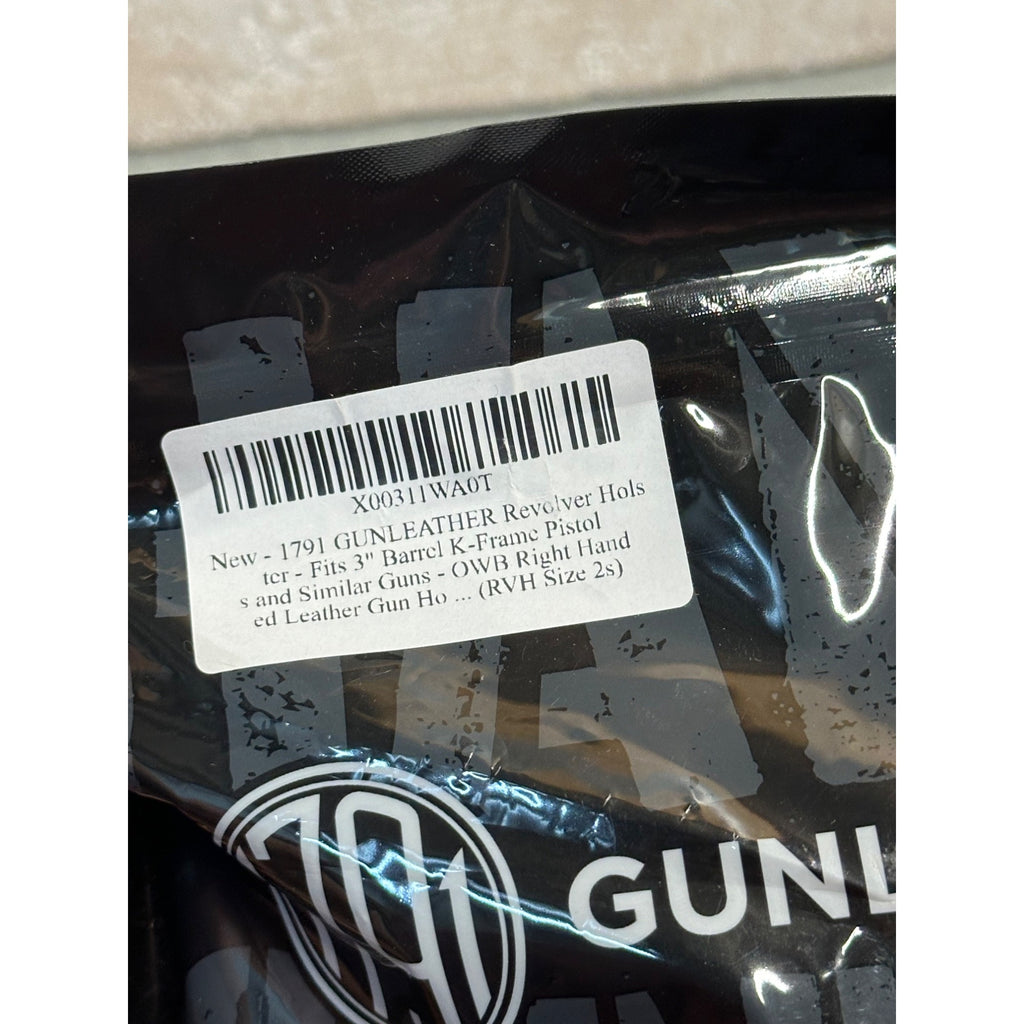 X00311WA0T
New - 1791 GUNLEATHER Revolver Hols
ter - Fits 3" Barrel K-Frame Pistol
s and Similar Guns - OWB Right Hand
ed Leather Gun Ho ... (RVH Size 2s)
1791
GUNL